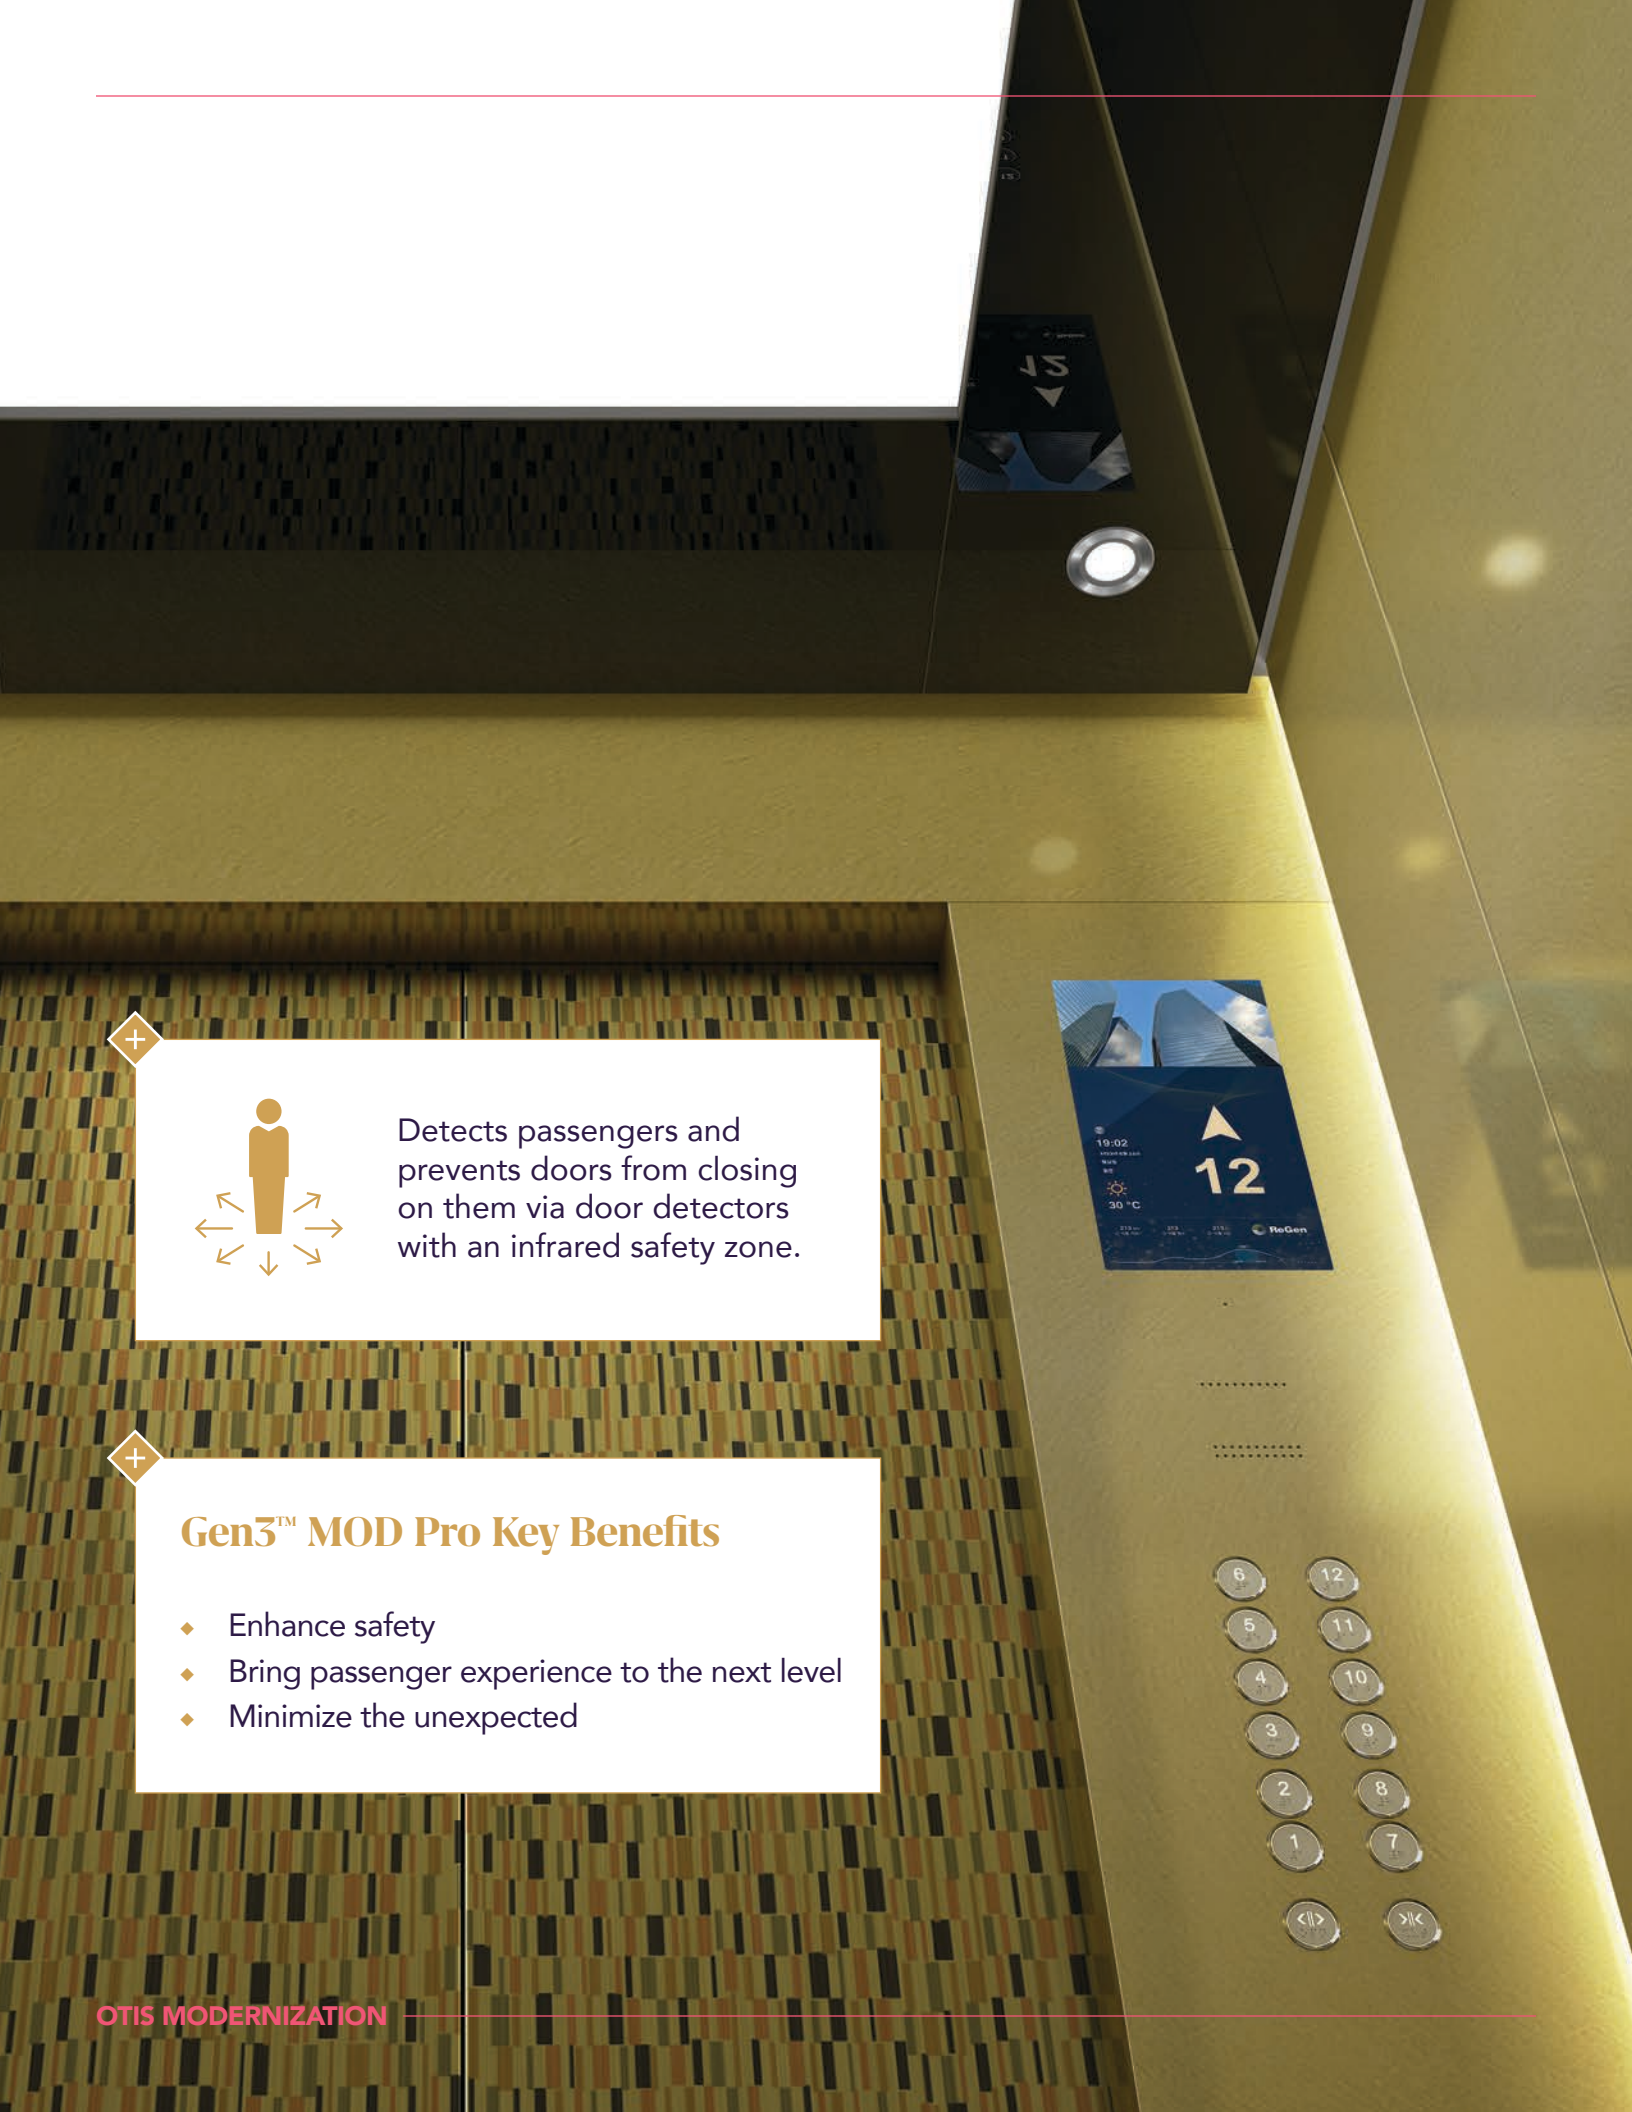 12
Detects passengers and
prevents doors from closing
on them via door detectors
with an infrared safety zone.
19:02
12
30 °C
ReGen
Gen3™ MOD Pro Key Benefits
Enhance safety
Bring passenger experience to the next level
Minimize the unexpected
6 12
5 11
4 10
3 9
2 8
1 7
OTIS MODERNIZATION